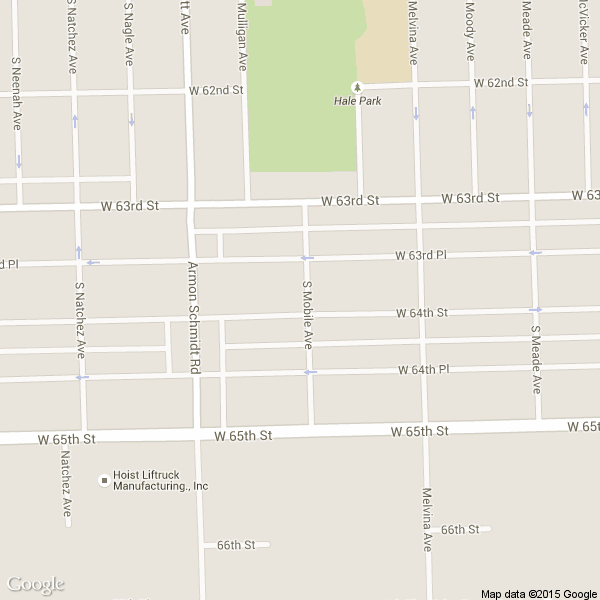 S Neenah Ave
S Natchez Ave
S Nagle Ave
tt Ave
Mulligan Ave
Melvina Ave
S Moody Ave
S Meade Ave
McVicker Ave
W 62nd St
W 62nd St
Hale Park
W 63rd St
W 63rd St
W 63rd St
W 63
d Pl
W 63rd Pl
S Natchez Ave
Armon Schmidt Rd
S Mobile Ave
W 64th St
S Meade Ave
W 64th Pl
W 65th St
W 65th St
W 65th St
W 65t
Natchez Ave
Hoist Liftruck
Manufacturing., Inc
Melvina Ave
66th St
66th St
Google
Map data ©2015 Google